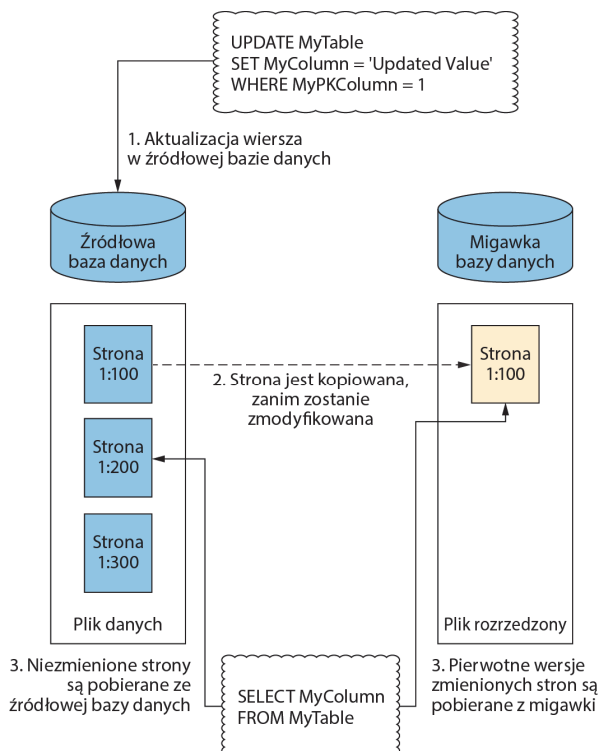 UPDATE MyTable
SET MyColumn = 'Updated Value'
WHERE MyPKColumn = 1
1. Aktualizacja wiersza
w źródłowej bazie danych
Źródłowa
baza danych
Migawka
bazy danych
Strona
1:100
Strona
1:100
2. Strona jest kopiowana,
zanim zostanie
zmodyfikowana
Strona
1:200
Strona
1:300
Plik danych
Plik rozrzedzony
3. Niezmienione strony
są pobierane ze
źródłowej bazy danych
SELECT MyColumn
FROM MyTable
3. Pierwotne wersje
zmienionych stron są
pobierane z migawki